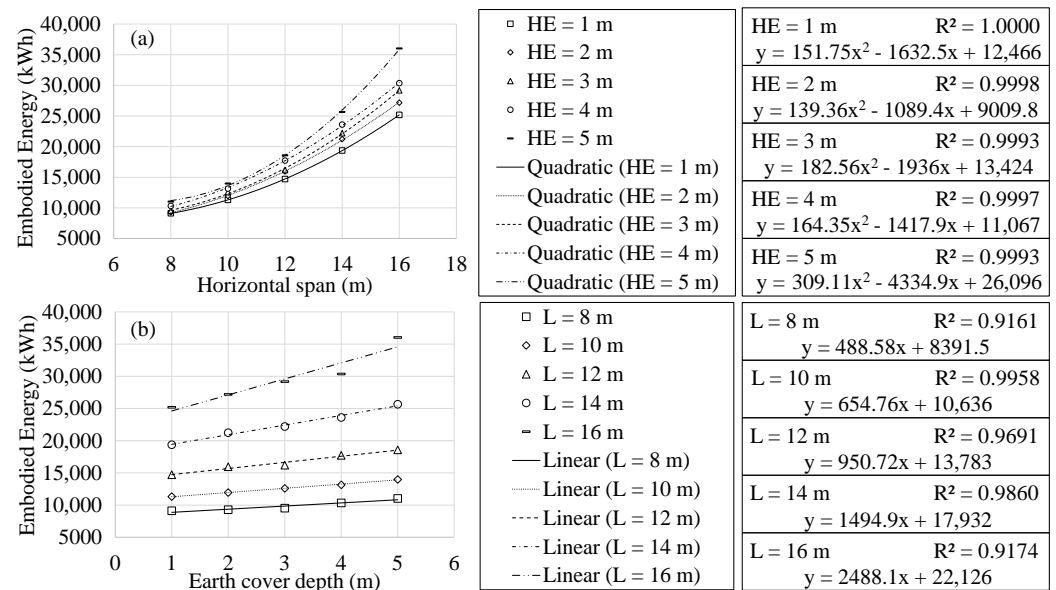 40,000
35,000
30,000
25,000
20,000
15,000
10,000
5000
Embodied Energy (kWh)
(a)
6 8 10 12 14 16 18
Horizontal span (m)
HE = 1 m
HE = 2 m
HE = 3 m
HE = 4 m
HE = 5 m
Quadratic (HE = 1 m)
Quadratic (HE = 2 m)
Quadratic (HE = 3 m)
Quadratic (HE = 4 m)
Quadratic (HE = 5 m)
HE = 1 m R² = 1.0000
y = 151.75x² - 1632.5x + 12,466
HE = 2 m R² = 0.9998
y = 139.36x² - 1089.4x + 9009.8
HE = 3 m R² = 0.9993
y = 182.56x² - 1936x + 13,424
HE = 4 m R² = 0.9997
y = 164.35x² - 1417.9x + 11,067
HE = 5 m R² = 0.9993
y = 309.11x² - 4334.9x + 26,096
40,000
35,000
30,000
25,000
20,000
15,000
10,000
5000
Embodied Energy (kWh)
(b)
0 1 2 3 4 5 6
Earth cover depth (m)
L = 8 m
L = 10 m
L = 12 m
L = 14 m
L = 16 m
Linear (L = 8 m)
Linear (L = 10 m)
Linear (L = 12 m)
Linear (L = 14 m)
Linear (L = 16 m)
L = 8 m R² = 0.9161
y = 488.58x + 8391.5
L = 10 m R² = 0.9958
y = 654.76x + 10,636
L = 12 m R² = 0.9691
y = 950.72x + 13,783
L = 14 m R² = 0.9860
y = 1494.9x + 17,932
L = 16 m R² = 0.9174
y = 2488.1x + 22,126